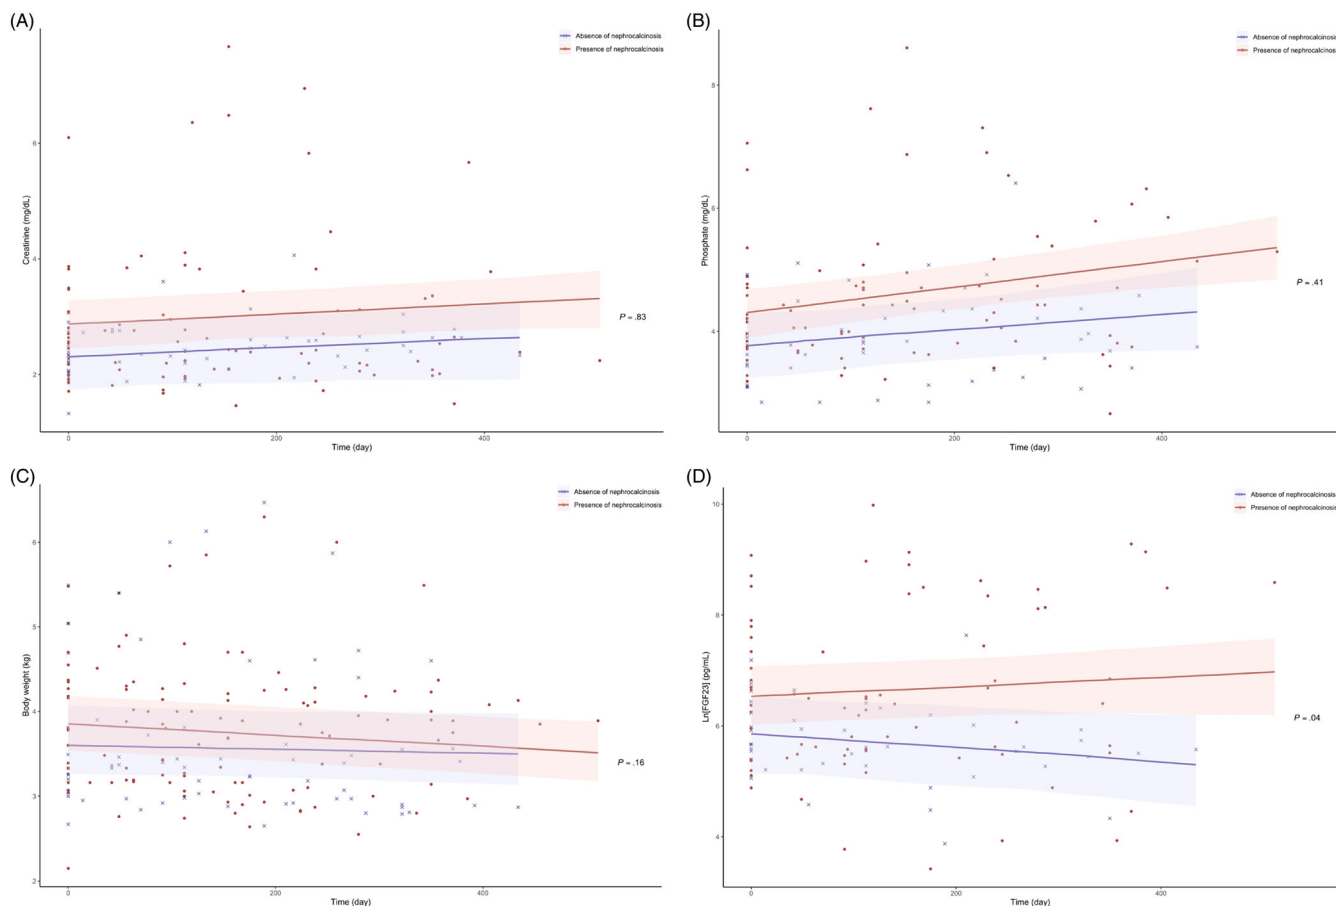 (A)
Absence of nephrocalcinosis
Presence of nephrocalcinosis
Creatinine (mg/dL)
6
4
2
P = .83
0
200
400
Time (day)
(B)
Absence of nephrocalcinosis
Presence of nephrocalcinosis
Phosphate (mg/dL)
8
6
4
P = .41
0
200
400
Time (day)
(C)
Absence of nephrocalcinosis
Presence of nephrocalcinosis
Body weight (kg)
6
5
4
3
2
P = .16
0
200
400
Time (day)
(D)
Absence of nephrocalcinosis
Presence of nephrocalcinosis
Ln[FGF23] (pg/mL)
10
8
6
4
P = .04
0
200
400
Time (day)